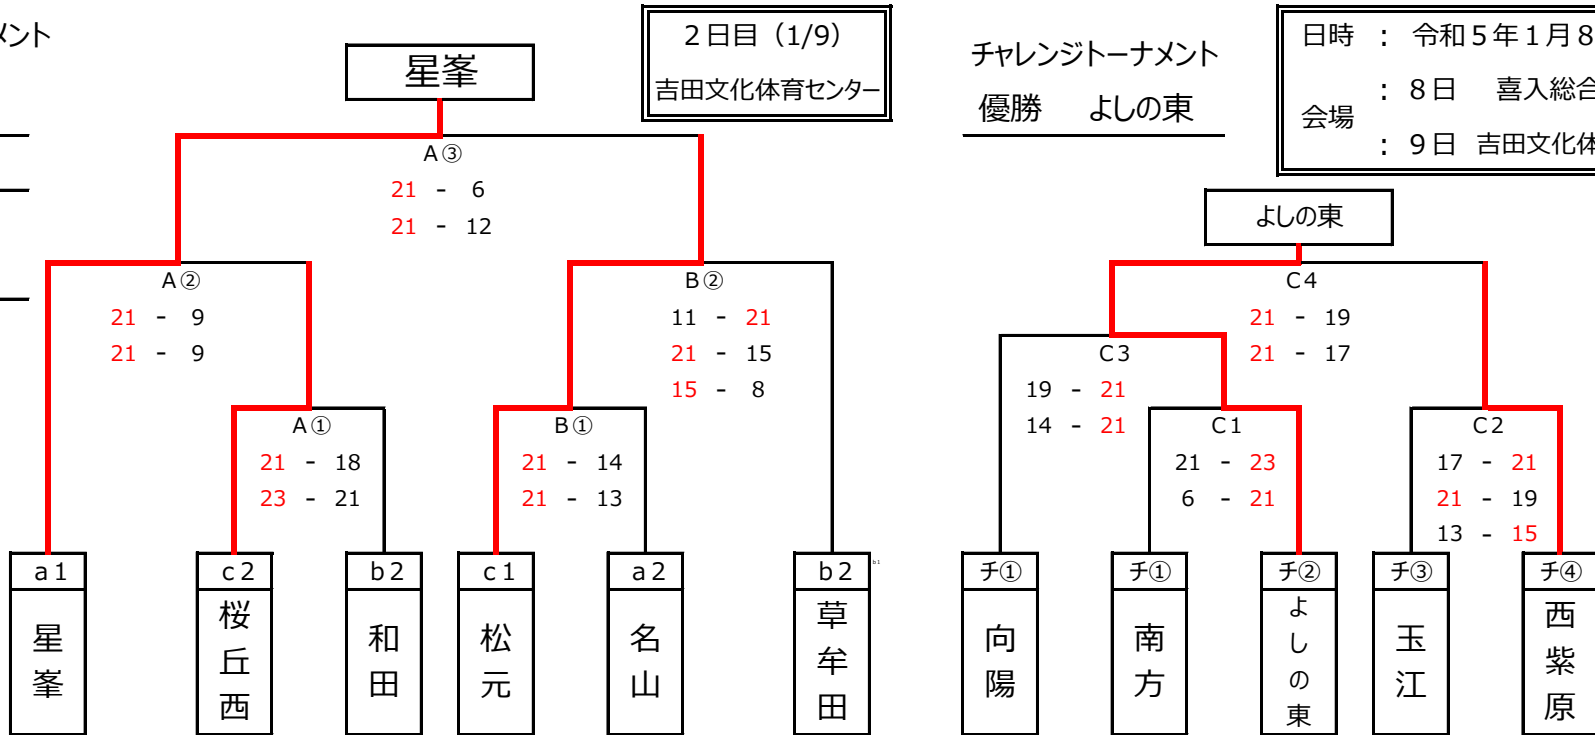 メント
星峯
２日目（1/9）
吉田文化体育センター
チャレンジトーナメント
優勝　よしの東
日時 ： 令和５年１月８
会場
： ８日　喜入総合
： ９日 吉田文化体
よしの東
A③
21 - 6
21 - 12
A②
21 - 9
21 - 9
B②
11 - 21
21 - 15
15 - 8
C4
21 - 19
21 - 17
C3
19 - 21
14 - 21
A①
21 - 18
23 - 21
B①
21 - 14
21 - 13
C1
21 - 23
6 - 21
C2
17 - 21
21 - 19
13 - 15
a1
c2
b2
c1
a2
b2
b1
チ①
チ①
チ②
チ③
チ④
星峯
桜丘西
和田
松元
名山
草牟田
向陽
南方
よしの東
玉江
西紫原